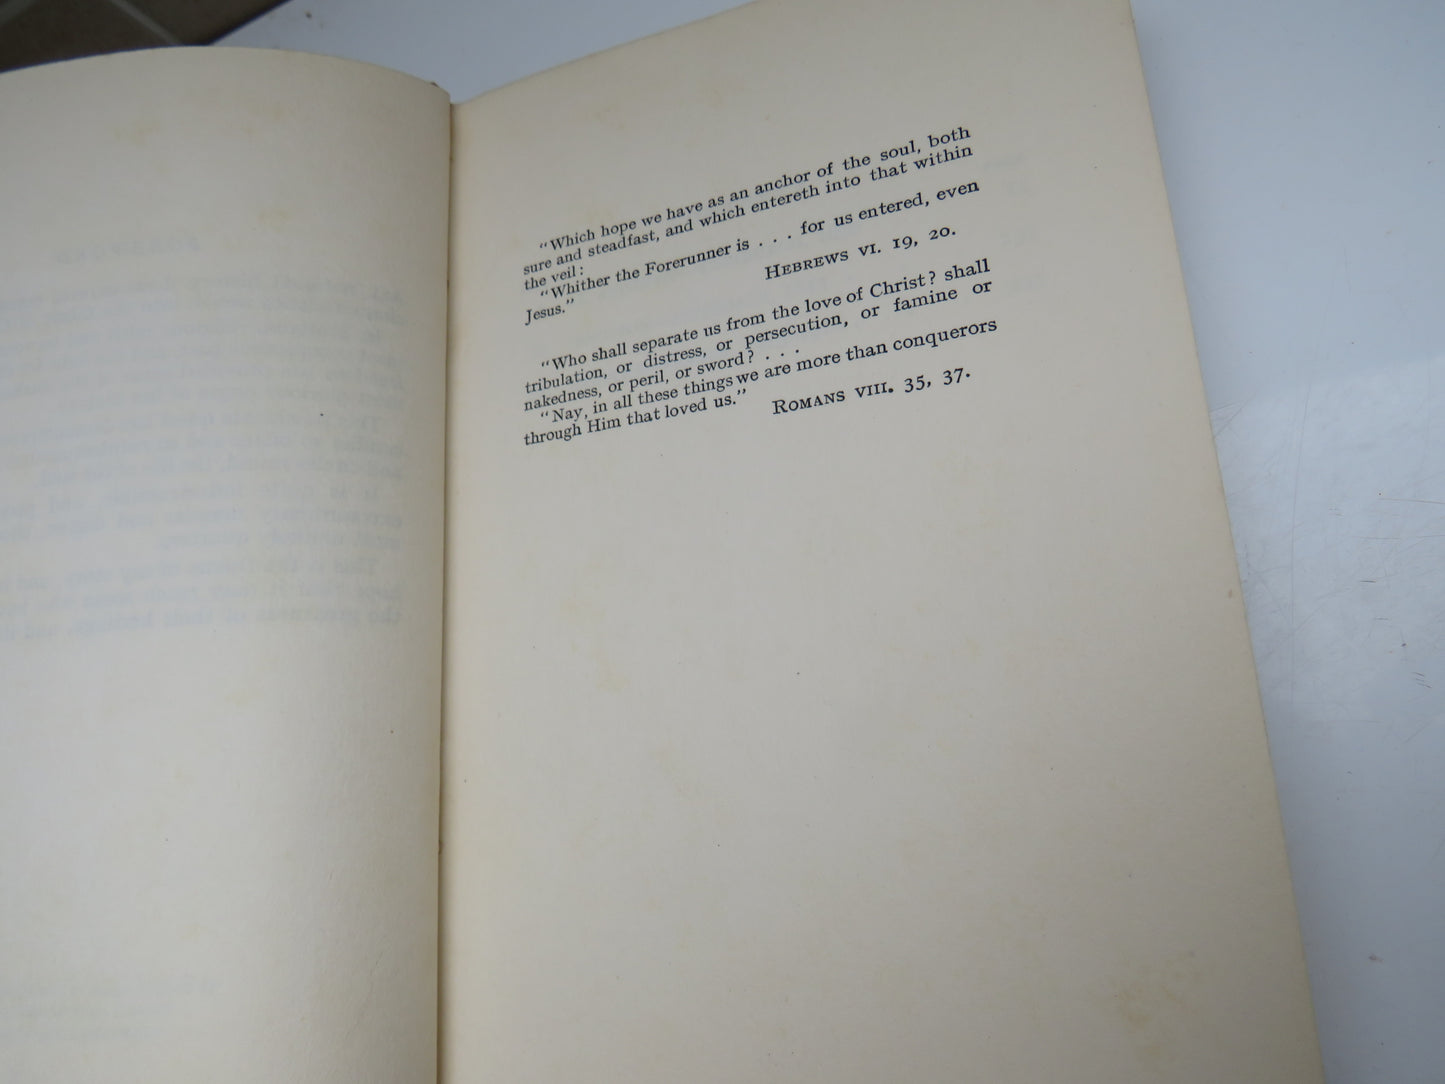 "Which hope we have as an anchor of the soul, both
sure and steadfast, and which entereth into that within
the veil:
"Whither the Forerunner is . . . for us entered, even
Jesus."
HEBREWS VI. 19, 20.
"Who shall separate us from the love of Christ? shall
tribulation, or distress, or persecution, or famine or
nakedness, or peril, or sword? . . .
"Nay, in all these things we are more than conquerors
through Him that loved us."
ROMANS VIII. 35, 37.